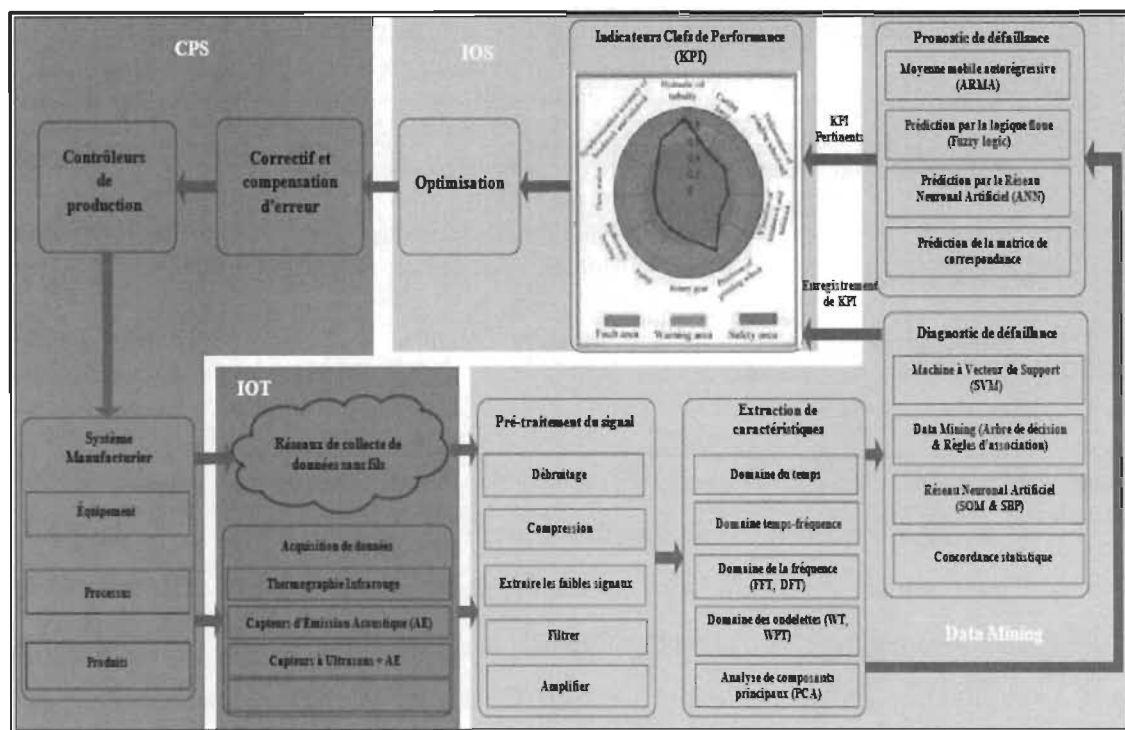 CPS
Contrôleurs
de
production
Correctif et
compensation
d'erreur
IOS
Optimisation
Indicateurs Clefs de Performance
(KPI)
Hydraulic oil
turbidity
Rotary gear
Fault area
Warning area
Safety area
KPI
Pertinents
Enregistrement
de KPI
Pronostic de défaillance
Moyenne mobile autorégressive
(ARMA)
Prédiction par la logique floue
(Fuzzy logic)
Prédiction par le Réseau
Neuronal Artificiel (ANN)
Prédiction de la matrice de
correspondance
Diagnostic de défaillance
Machine à Vecteur de Support
(SVM)
Data Mining (Arbre de décision
& Règles d'association)
Réseau Neuronal Artificiel
(SOM & SBP)
Concordance statistique
Data Mining
Système
Manufacturier
Équipement
Processus
Produits
IOT
Réseaux de collecte de
données sans fils
Acquisition de données
Thermographie Infrarouge
Capteurs d'Emission Acoustique (AE)
Capteurs à Ultrasons + AE
Pré-traitement du signal
Débruitage
Compression
Extraire les faibles signaux
Filtrer
Amplifier
Extraction de
caractéristiques
Domaine du temps
Domaine temps-fréquence
Domaine de la fréquence
(FFT, DFT)
Domaine des ondelettes (WT,
WPT)
Analyse de composants
principaux (PCA)